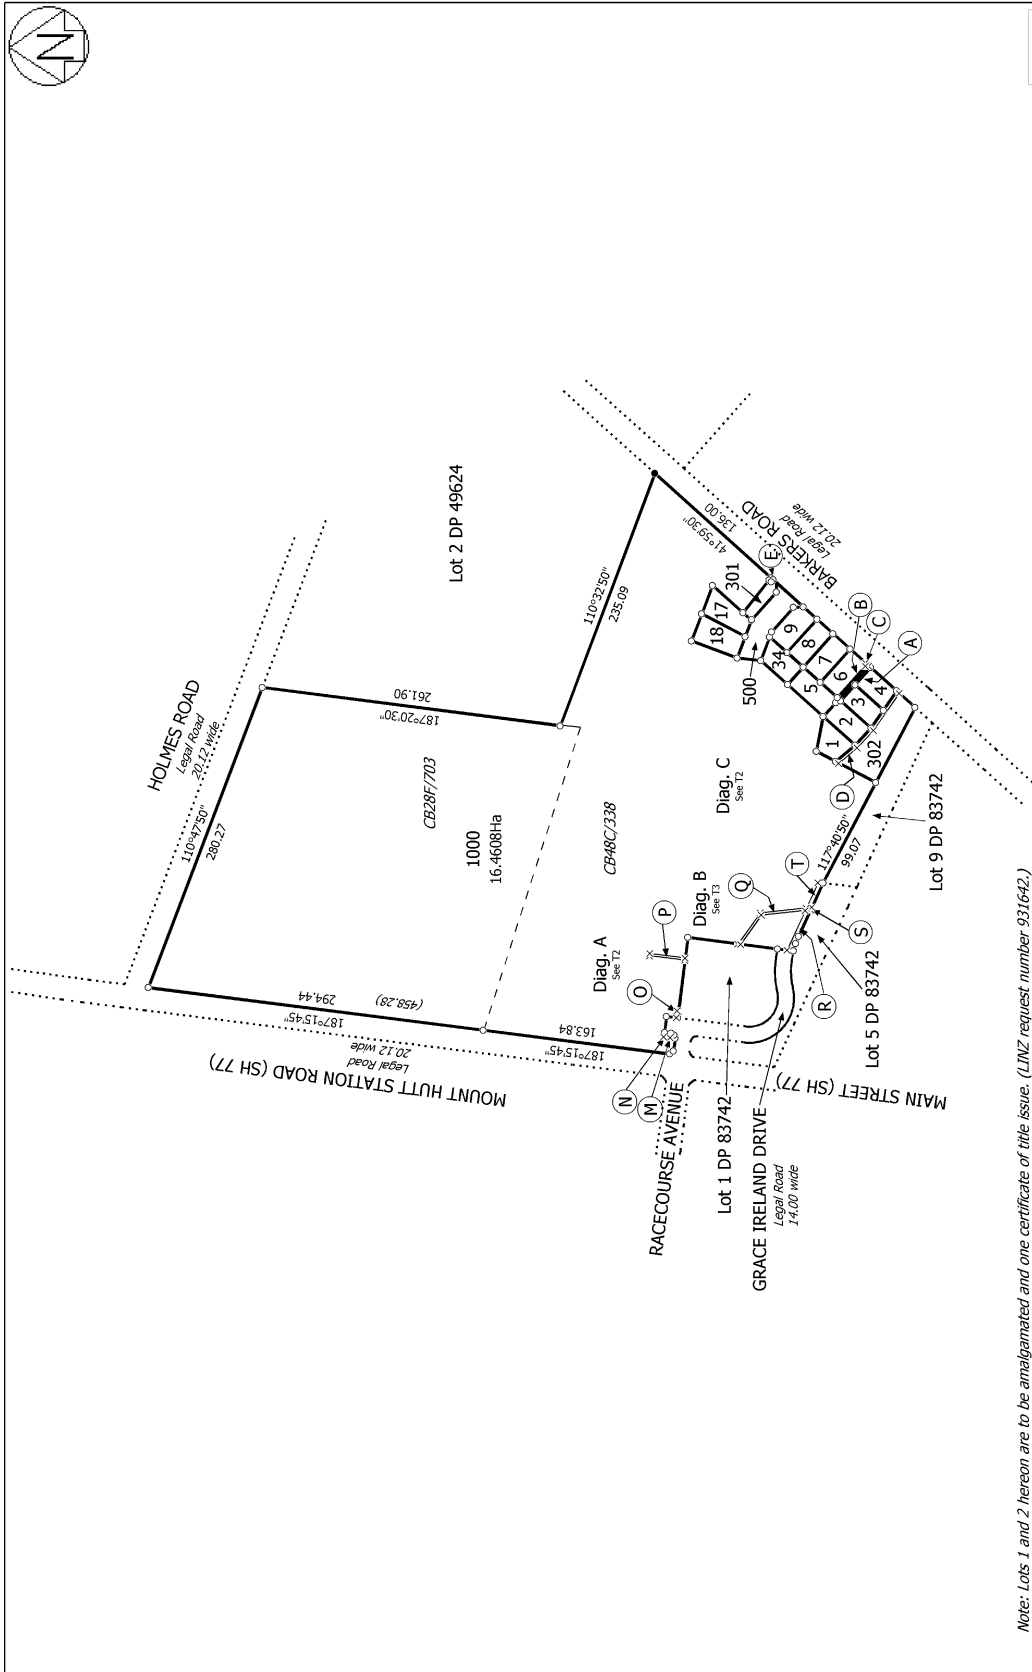 N
HOLMES ROAD
Legal Road
20.12 wide
110°47'50"
280.27
Lot 2 DP 49624
187°20'30"
261.90
CB28F/703
110°32'50"
235.09
1000
16.4608Ha
CB48C/338
187°15'45"
294.44
(458.28)
187°15'45"
163.84
MOUNT HUTT STATION ROAD (SH 77)
Legal Road
20.12 wide
41°59'30"
136.00
BARKERS ROAD
Legal Road
20.12 wide
E
301
17
18
500
34
9
8
7
5
6
B
C
A
3
4
2
1
302
D
Diag. C
See T2
Diag. B
See T3
Diag. A
See T2
117°40'50"
99.07
Lot 9 DP 83742
T
Q
P
O
S
R
Lot 5 DP 83742
N
M
RACECOURSE AVENUE
Lot 1 DP 83742
GRACE IRELAND DRIVE
Legal Road
14.00 wide
MAIN STREET (SH 77)
Note: Lots 1 and 2 hereon are to be amalgamated and one certificate of title issue. (LINZ request number 931642.)